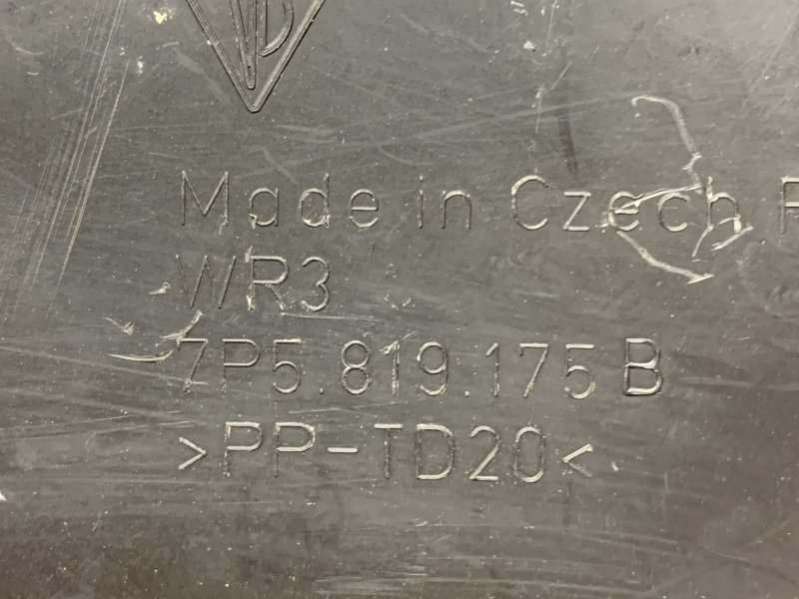 Made in Czech
WR3
7P5.819.175 B
>PP-TD20<